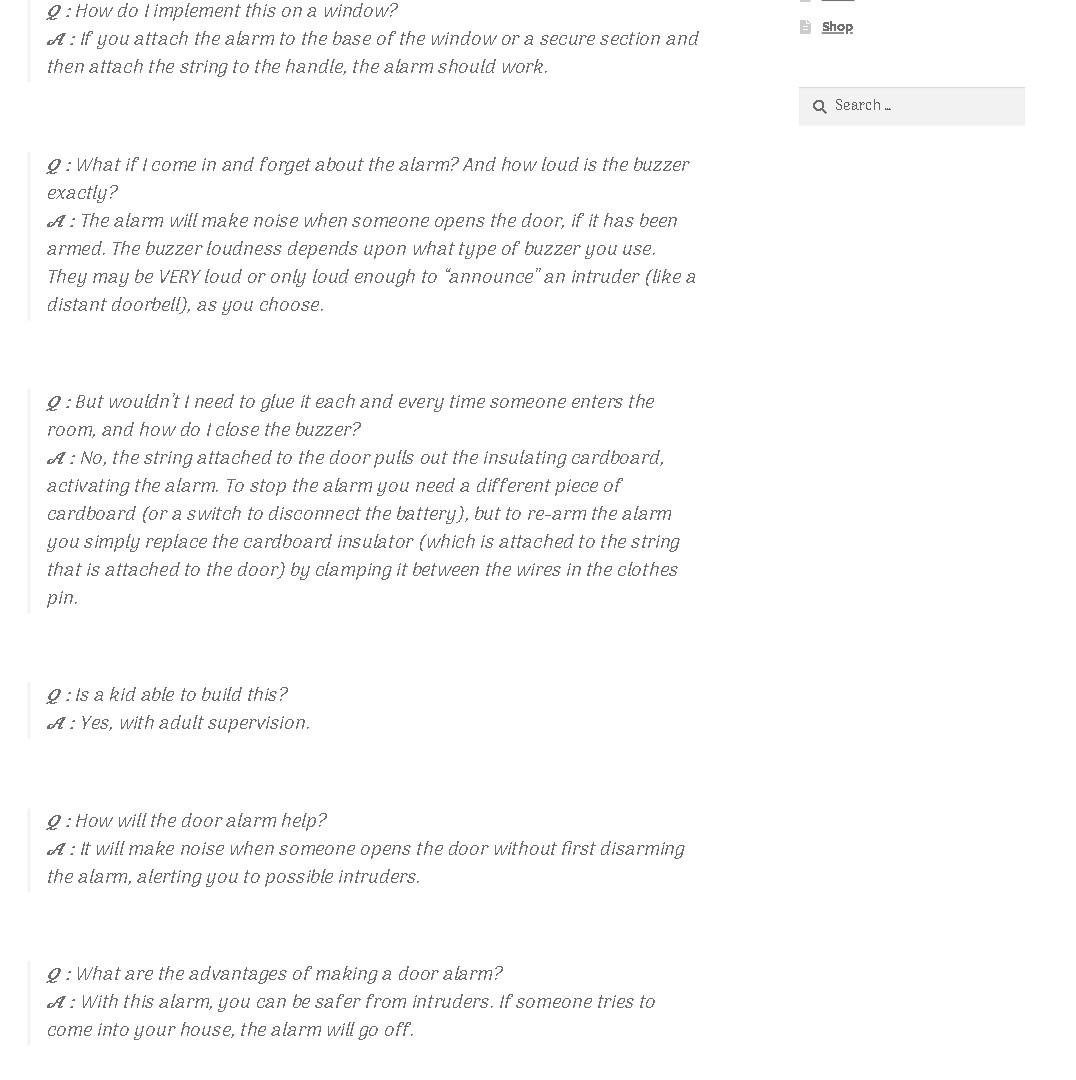 Q : How do I implement this on a window?
A : If you attach the alarm to the base of the window or a secure section and
then attach the string to the handle, the alarm should work.
Q : What if I come in and forget about the alarm? And how loud is the buzzer
exactly?
A : The alarm will make noise when someone opens the door, if it has been
armed. The buzzer loudness depends upon what type of buzzer you use.
They may be VERY loud or only loud enough to “announce” an intruder (like a
distant doorbell), as you choose.
Q : But wouldn’t I need to glue it each and every time someone enters the
room, and how do I close the buzzer?
A : No, the string attached to the door pulls out the insulating cardboard,
activating the alarm. To stop the alarm you need a different piece of
cardboard (or a switch to disconnect the battery), but to re-arm the alarm
you simply replace the cardboard insulator (which is attached to the string
that is attached to the door) by clamping it between the wires in the clothes
pin.
Q : Is a kid able to build this?
A : Yes, with adult supervision.
Q : How will the door alarm help?
A : It will make noise when someone opens the door without first disarming
the alarm, alerting you to possible intruders.
Q : What are the advantages of making a door alarm?
A : With this alarm, you can be safer from intruders. If someone tries to
come into your house, the alarm will go off.
Shop
Search …